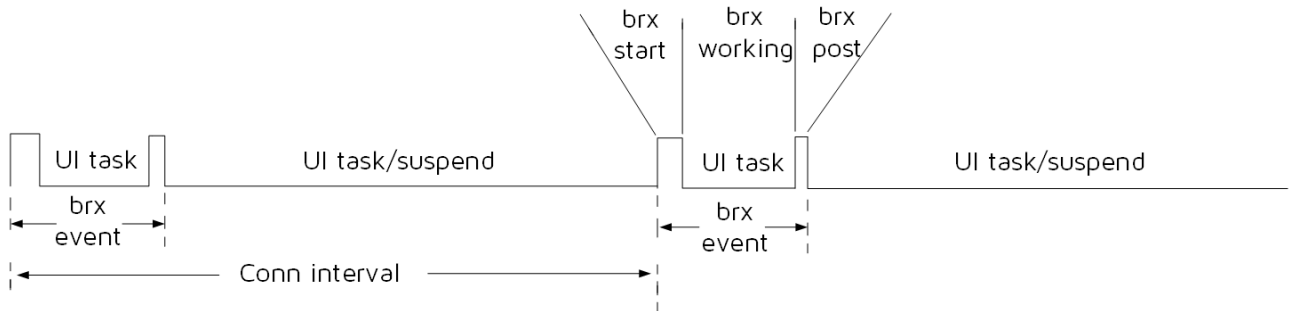 brx
start
brx
working
brx
post
UI task
UI task/suspend
UI task
UI task/suspend
brx
event
brx
event
Conn interval